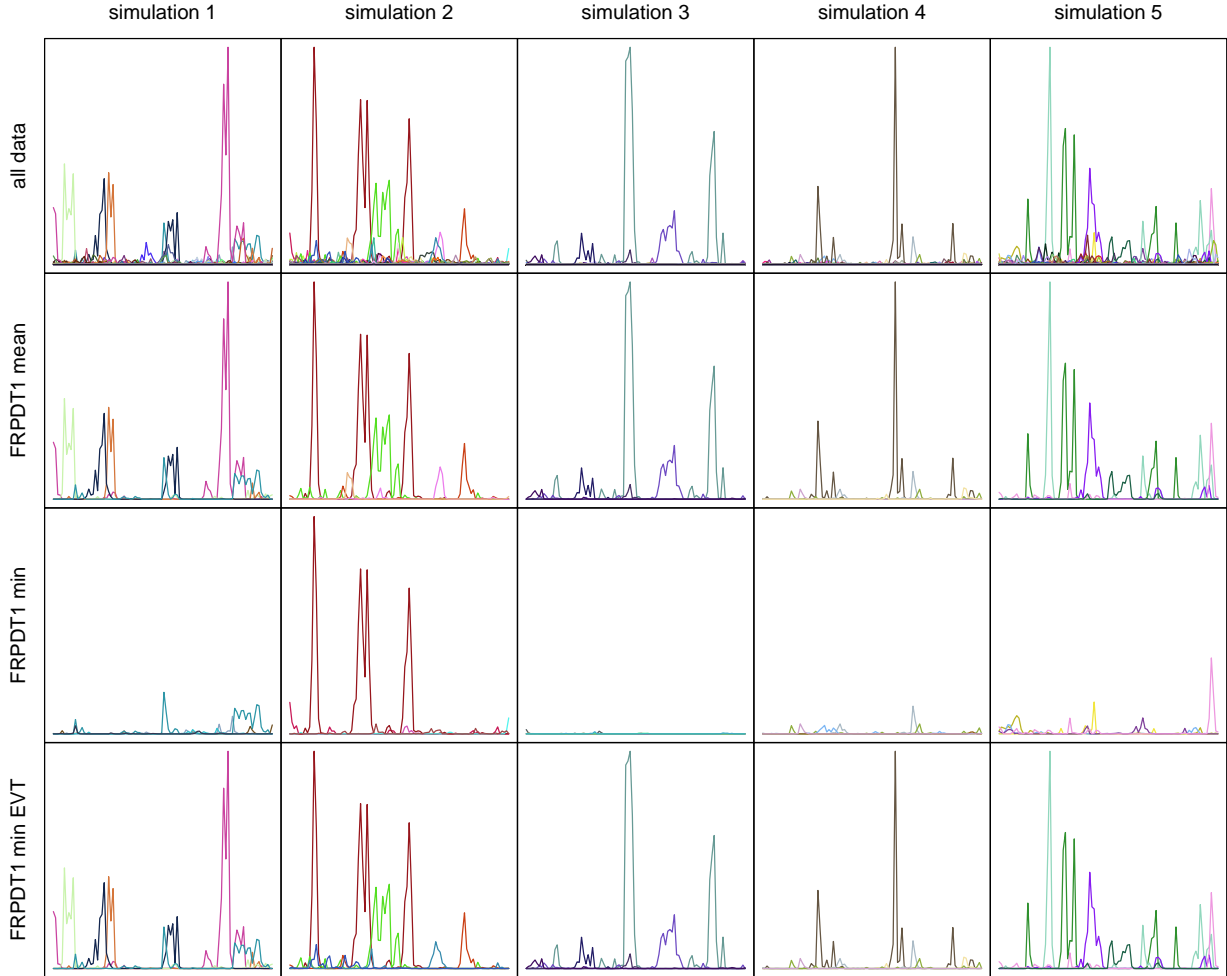 simulation 1
simulation 2
simulation 3
simulation 4
simulation 5
all data
FRPDT1 mean
FRPDT1 min
FRPDT1 min EVT